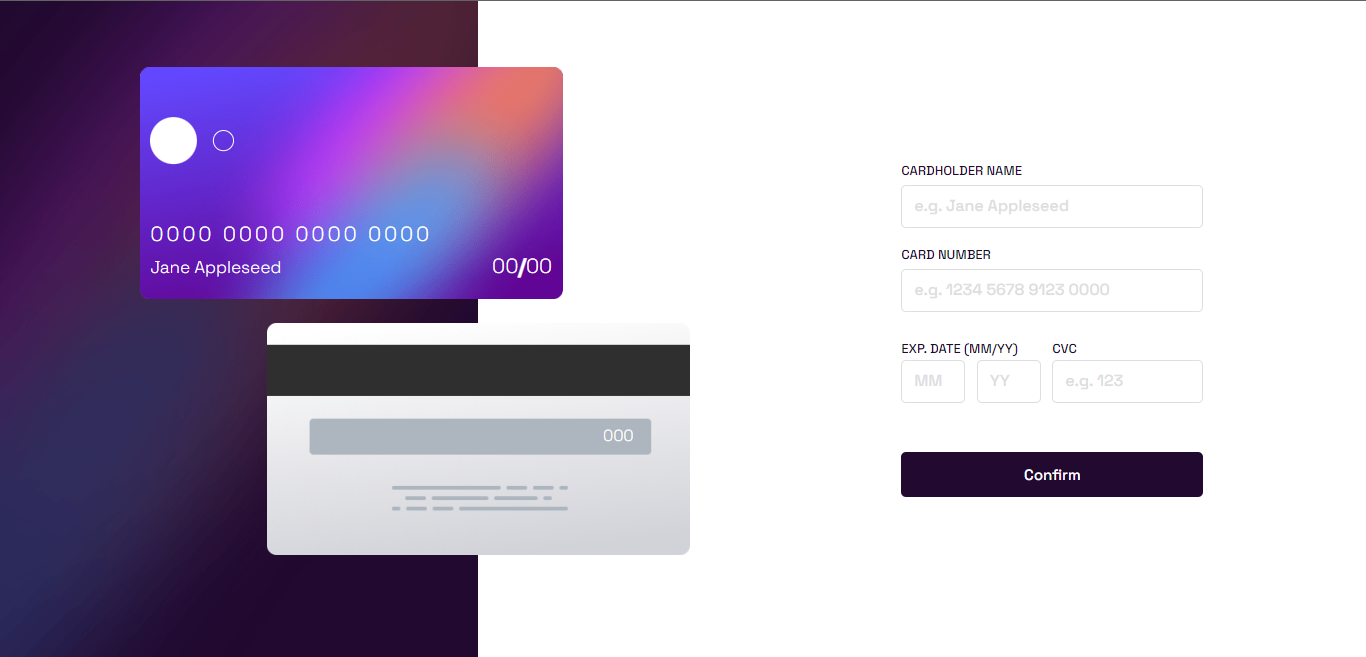 0000 0000 0000 0000
Jane Appleseed 00/00
000
CARDHOLDER NAME
e.g. Jane Appleseed
CARD NUMBER
e.g. 1234 5678 9123 0000
EXP. DATE (MM/YY) CVC
MM YY e.g. 123
Confirm